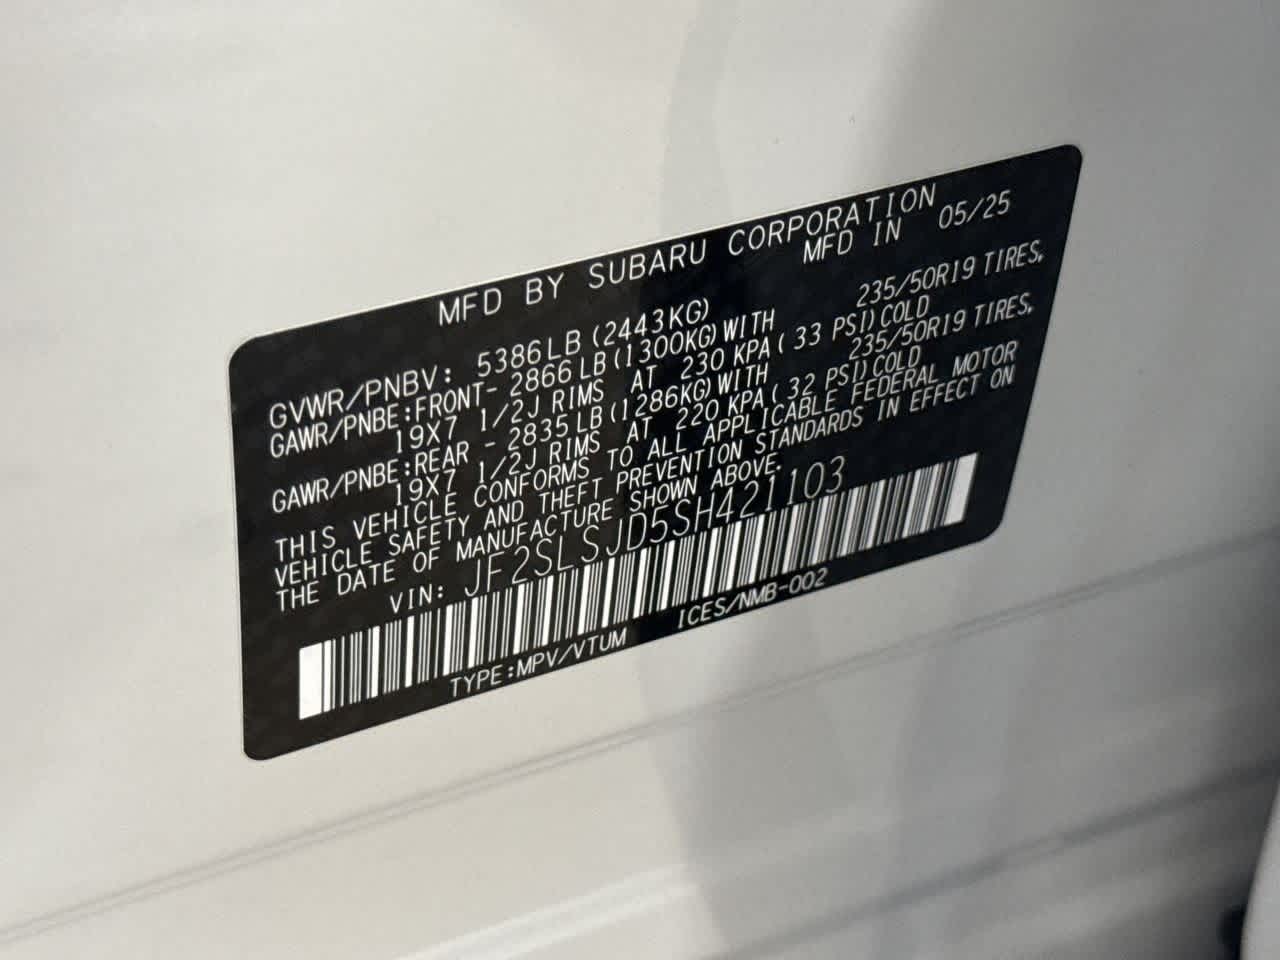 MFD BY SUBARU CORPORATION
MFD IN 05/25
GVWR/PNBV: 5386LB(2443KG)
GAWR/PNBE:FRONT- 2866LB(1300KG)WITH 235/50R19 TIRES,
19X7 1/2J RIMS AT 230 KPA( 33 PSI)COLD
GAWR/PNBE:REAR - 2835LB(1286KG)WITH 235/50R19 TIRES,
19X7 1/2J RIMS AT 220 KPA( 32 PSI)COLD
THIS VEHICLE CONFORMS TO ALL APPLICABLE FEDERAL MOTOR
VEHICLE SAFETY AND THEFT PREVENTION STANDARDS IN EFFECT ON
THE DATE OF MANUFACTURE SHOWN ABOVE.
VIN: JF2SLSJD5SH421103
TYPE:MPV/VTUM ICES/NMB-002